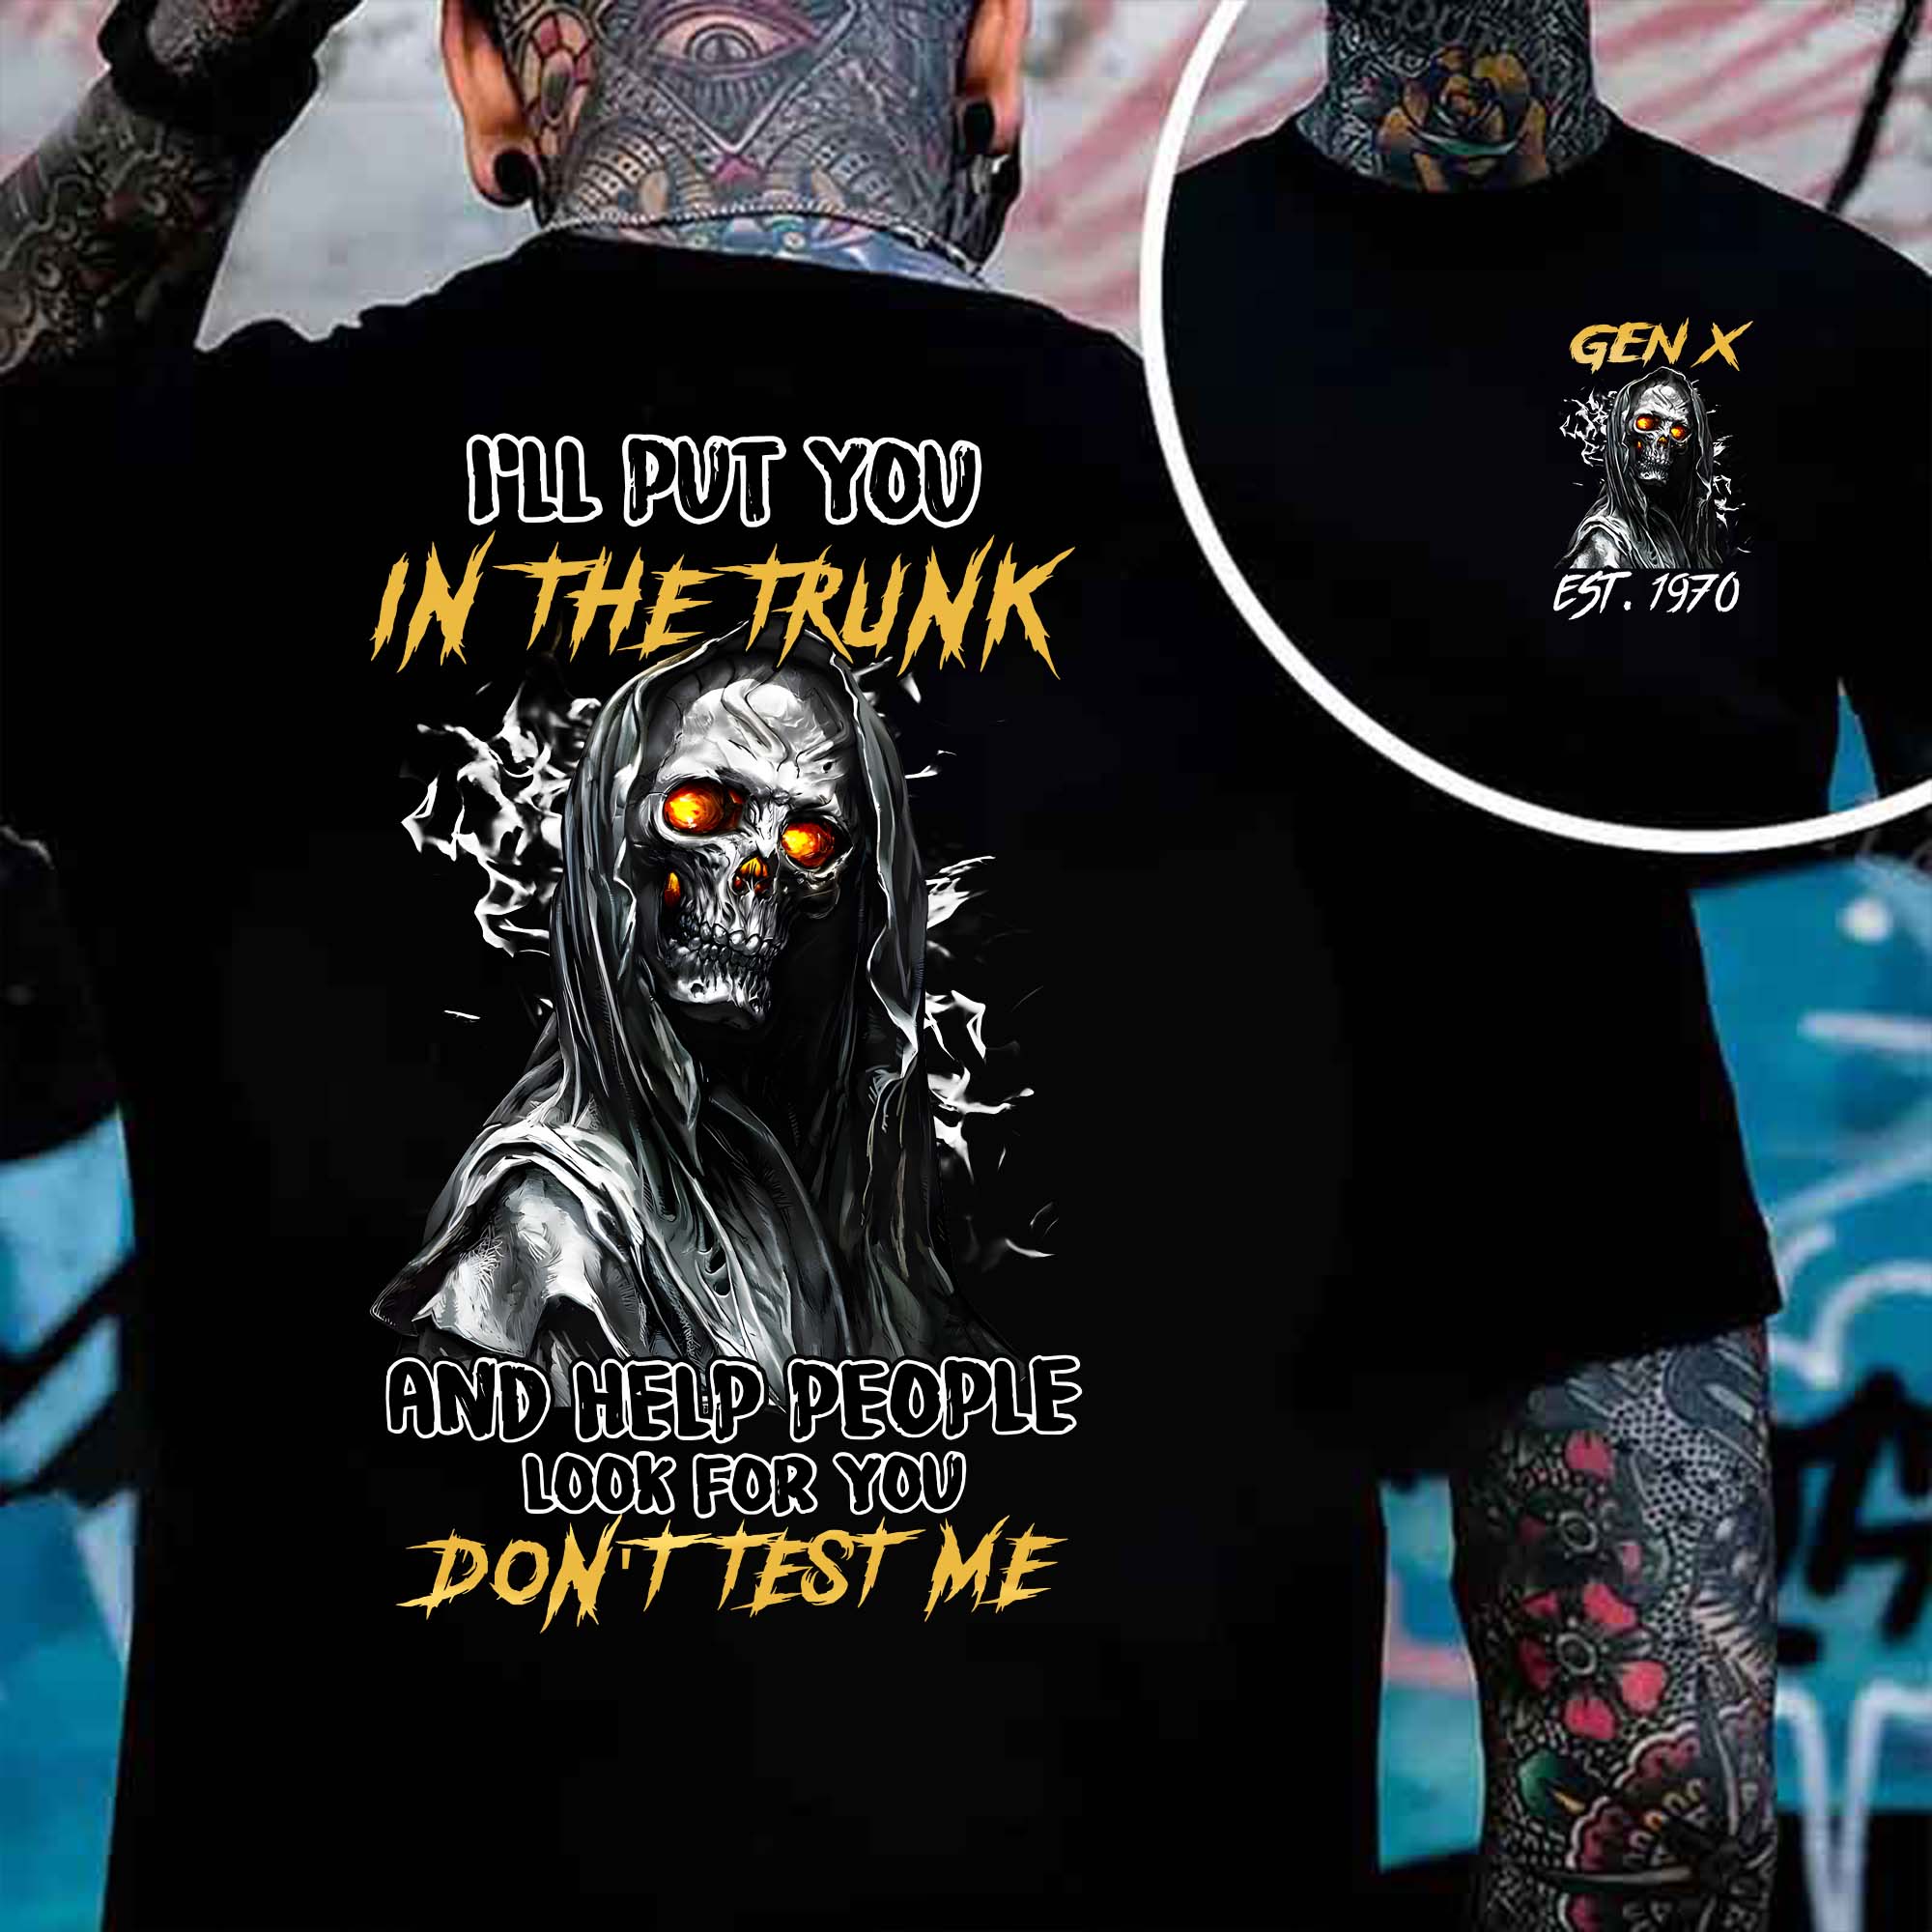 I'LL PUT YOU
IN THE TRUNK
AND HELP PEOPLE
LOOK FOR YOU
DON'T TEST ME
GEN X
EST. 1970